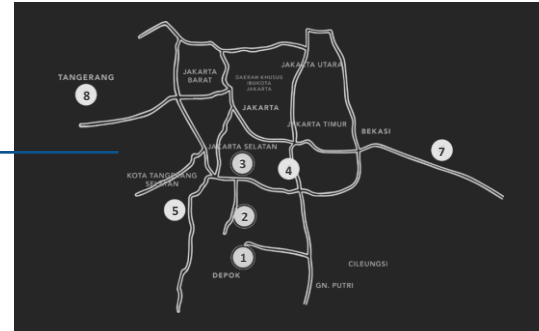 JAKARTA UTARA
JAKARTA
BARAT
DAERAH KHUSUS
IBUKOTA
JAKARTA
TANGERANG
8
JAKARTA
JAKARTA TIMUR
BEKASI
JAKARTA SELATAN
7
3
4
KOTA TANGERANG
SELATAN
5
2
1
DEPOK
CILEUNGSI
GN. PUTRI